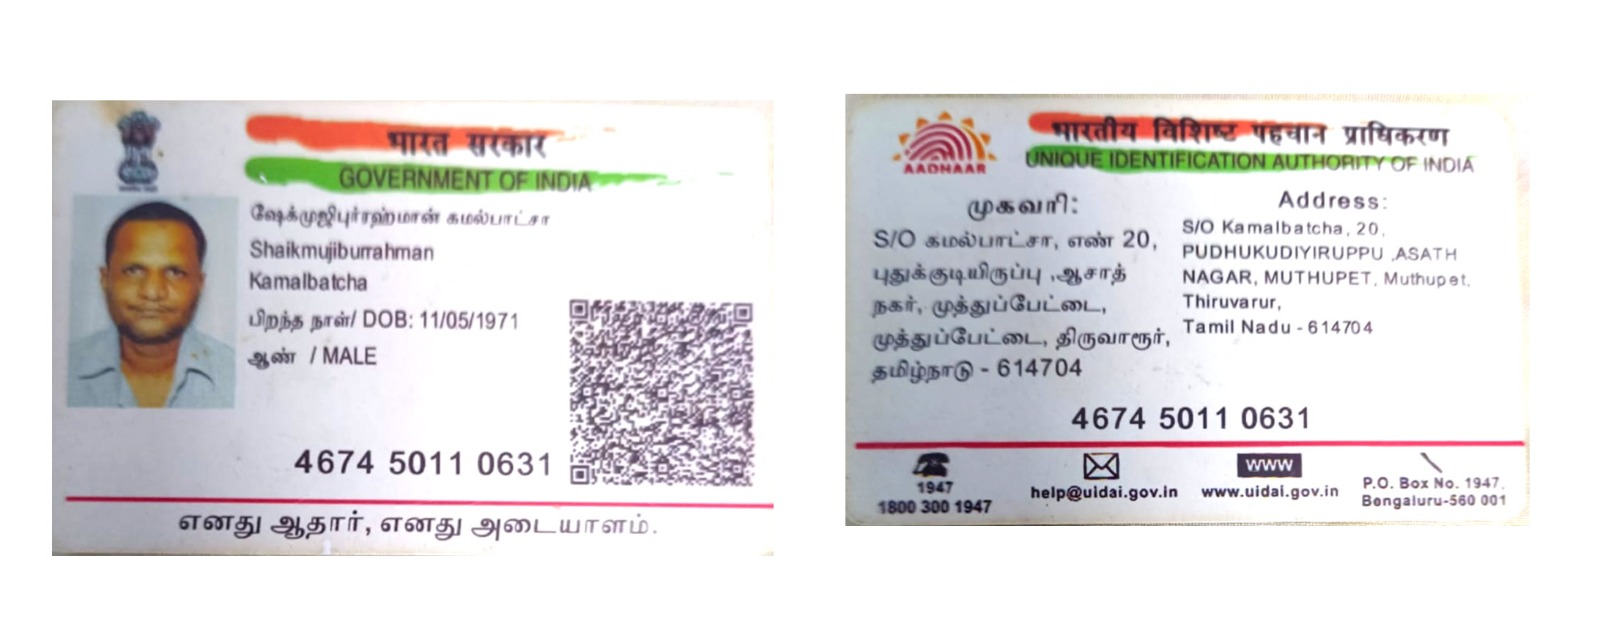 भारत सरकार
GOVERNMENT OF INDIA
ஷேக்முஜிபுர்ரஹ்மான் கமல்பாட்சா
Shaikmujiburrahman
Kamalbatcha
பிறந்த நாள்/ DOB: 11/05/1971
ஆண் / MALE
4674 5011 0631
எனது ஆதார், எனது அடையாளம்.
भारतीय विशिष्ट पहचान प्राधिकरण
UNIQUE IDENTIFICATION AUTHORITY OF INDIA
AADHAAR
முகவரி:
S/O கமல்பாட்சா, எண் 20,
புதுக்குடியிருப்பு ,ஆசாத்
நகர், முத்துப்பேட்டை,
முத்துப்பேட்டை, திருவாரூர்,
தமிழ்நாடு - 614704
Address:
S/O Kamalbatcha, 20,
PUDHUKUDIYIRUPPU ,ASATH
NAGAR, MUTHUPET, Muthupet,
Thiruvarur,
Tamil Nadu - 614704
4674 5011 0631
1947
1800 300 1947
help@uidai.gov.in
www
www.uidai.gov.in
P.O. Box No. 1947,
Bengaluru-560 001